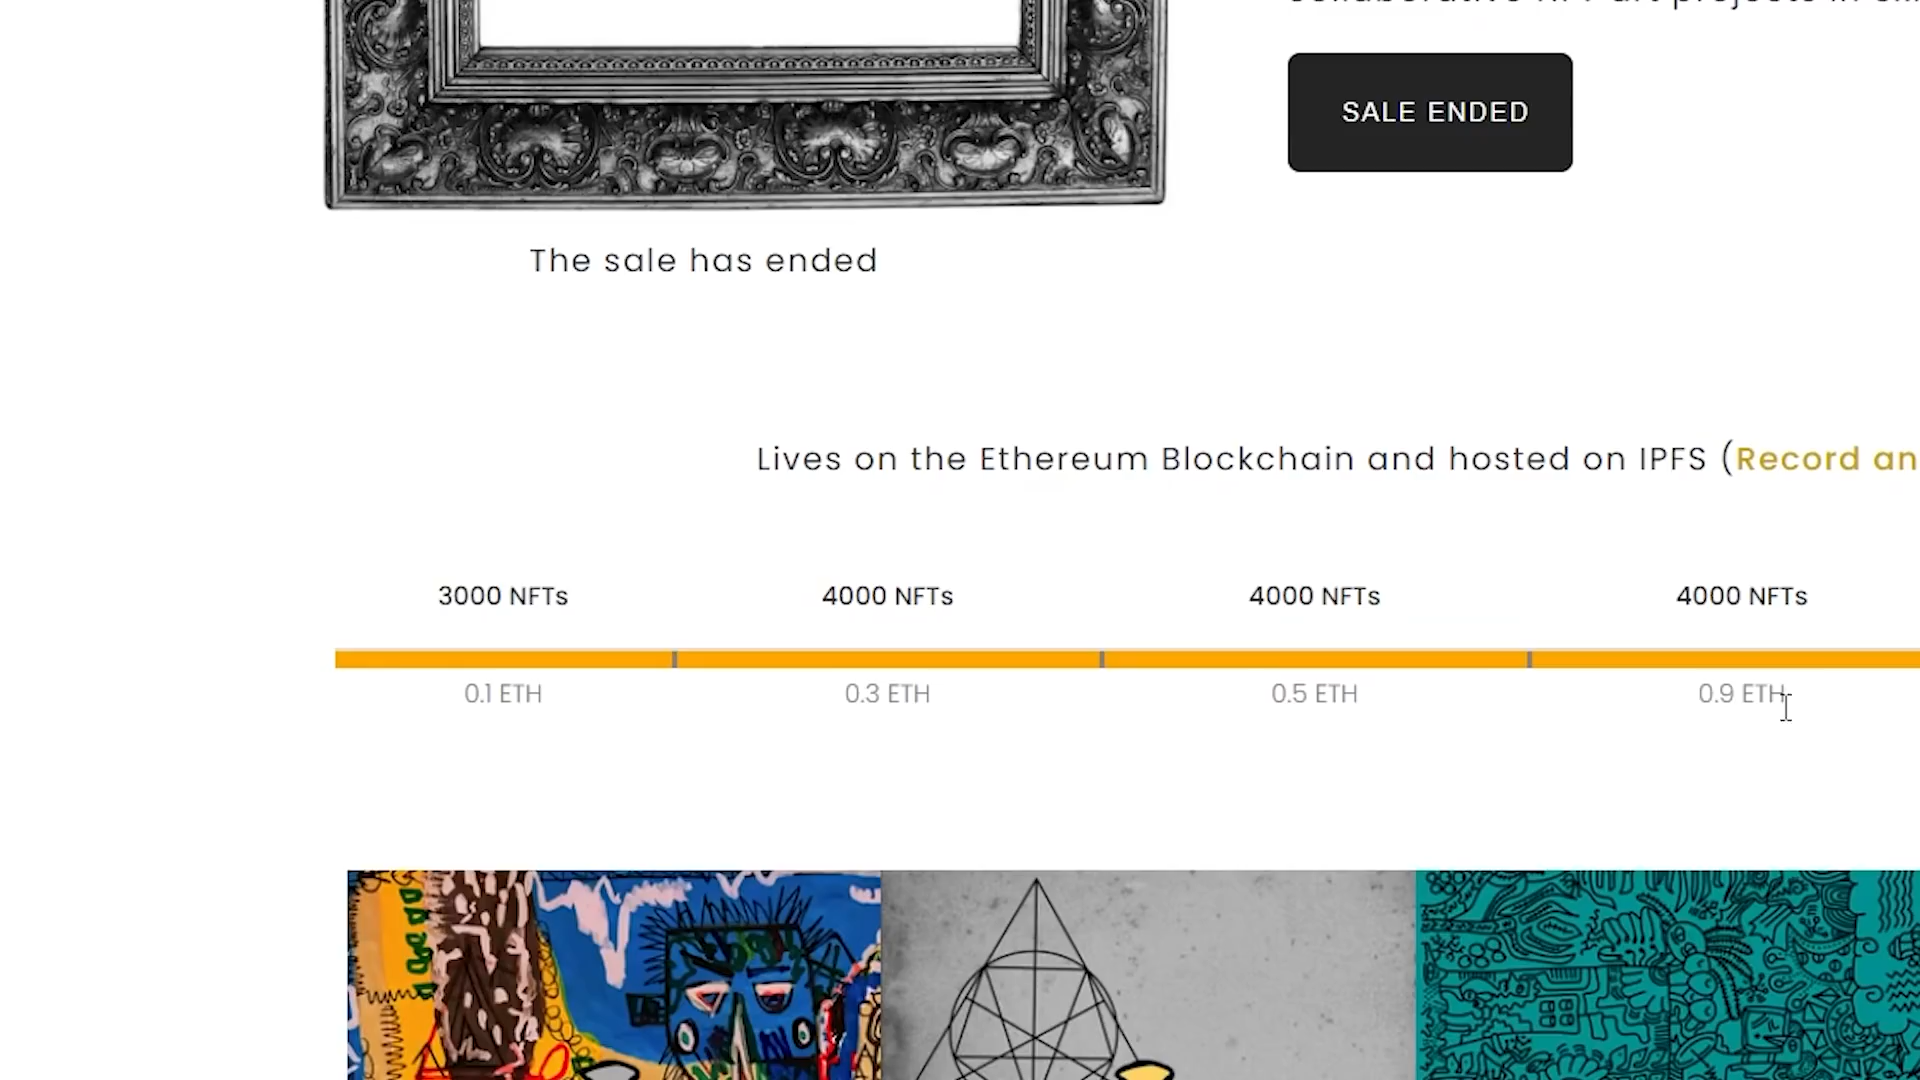 SALE ENDED
The sale has ended
Lives on the Ethereum Blockchain and hosted on IPFS (Record an
3000 NFTs 4000 NFTs 4000 NFTs 4000 NFTs
0.1 ETH 0.3 ETH 0.5 ETH 0.9 ETH